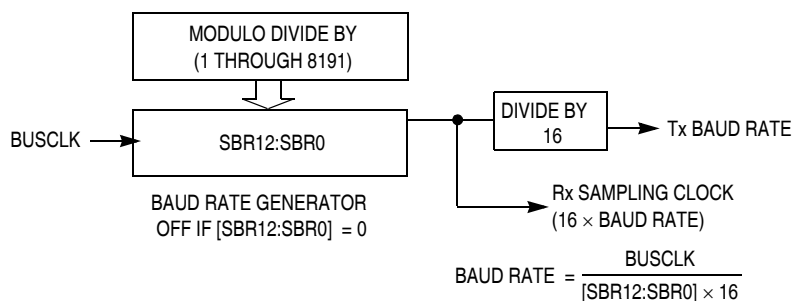 MODULO DIVIDE BY
(1 THROUGH 8191)
BUSCLK
SBR12:SBR0
DIVIDE BY
16
Tx BAUD RATE
BAUD RATE GENERATOR
OFF IF [SBR12:SBR0] = 0
Rx SAMPLING CLOCK
(16 × BAUD RATE)
BAUD RATE = BUSCLK
[SBR12:SBR0] × 16